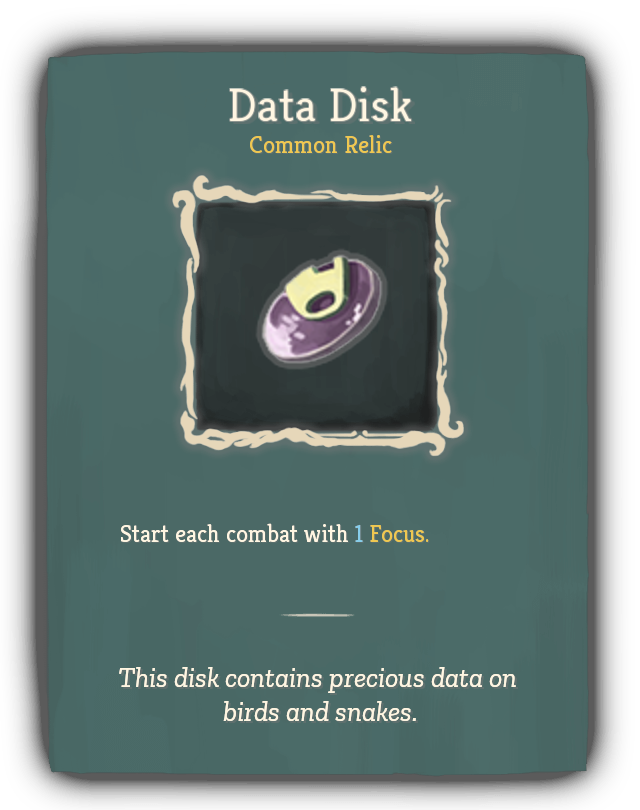 Data Disk
Common Relic
Start each combat with 1 Focus.
This disk contains precious data on
birds and snakes.